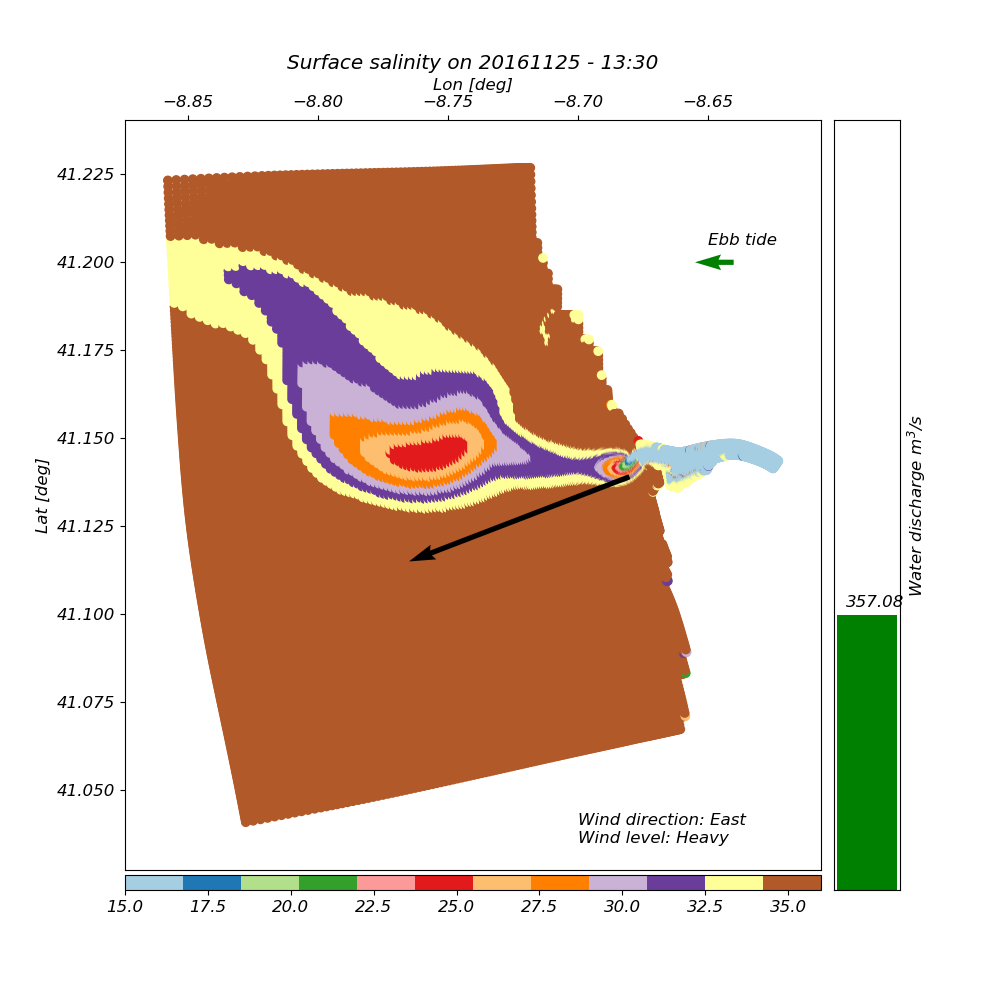 Surface salinity on 20161125 - 13:30
Lon [deg]
−8.85 −8.80 −8.75 −8.70 −8.65
41.225
41.200
41.175
41.150
41.125
41.100
41.075
41.050
Lat [deg]
Ebb tide
Wind direction: East
Wind level: Heavy
357.08
Water discharge m³/s
15.0 17.5 20.0 22.5 25.0 27.5 30.0 32.5 35.0